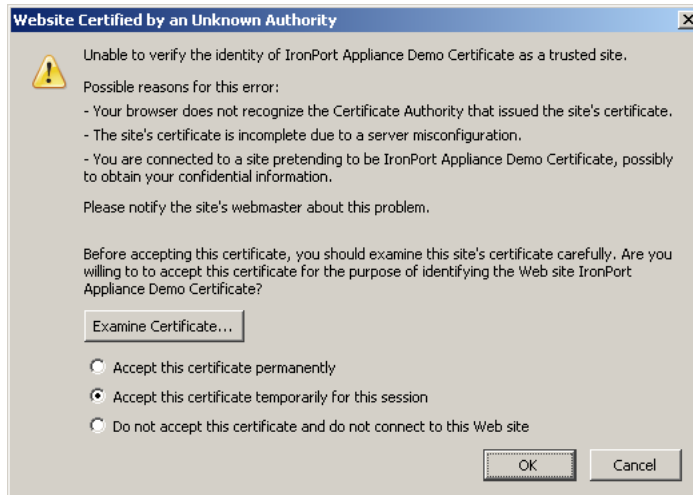 Website Certified by an Unknown Authority
Unable to verify the identity of IronPort Appliance Demo Certificate as a trusted site.
Possible reasons for this error:
- Your browser does not recognize the Certificate Authority that issued the site's certificate.
- The site's certificate is incomplete due to a server misconfiguration.
- You are connected to a site pretending to be IronPort Appliance Demo Certificate, possibly
to obtain your confidential information.
Please notify the site's webmaster about this problem.
Before accepting this certificate, you should examine this site's certificate carefully. Are you
willing to to accept this certificate for the purpose of identifying the Web site IronPort
Appliance Demo Certificate?
Examine Certificate...
Accept this certificate permanently
Accept this certificate temporarily for this session
Do not accept this certificate and do not connect to this Web site
OK Cancel